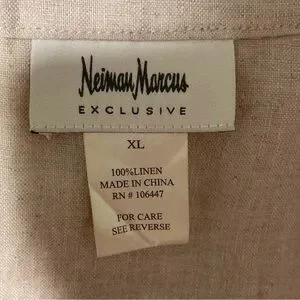 Neiman Marcus
EXCLUSIVE
XL
100%LINEN
MADE IN CHINA
RN # 106447
FOR CARE
SEE REVERSE